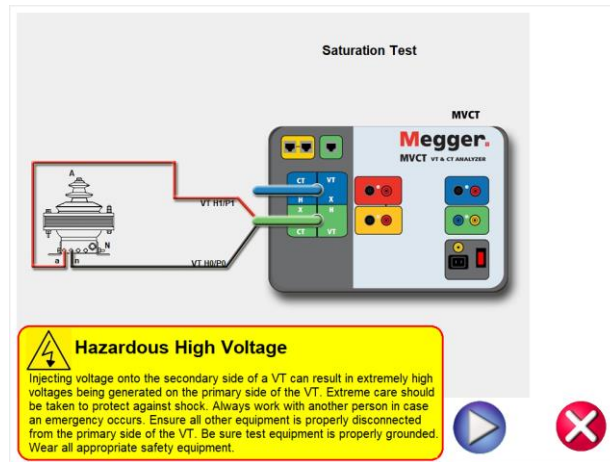 Saturation Test
MVCT
Megger.
MVCT VT & CT ANALYZER
A
CT VT
H X
X H
CT VT
VT H1/P1
N
a n
VT H0/P0
Hazardous High Voltage
Injecting voltage onto the secondary side of a VT can result in extremely high
voltages being generated on the primary side of the VT. Extreme care should
be taken to protect against shock. Always work with another person in case
an emergency occurs. Ensure all other equipment is properly disconnected
from the primary side of the VT. Be sure test equipment is properly grounded.
Wear all appropriate safety equipment.